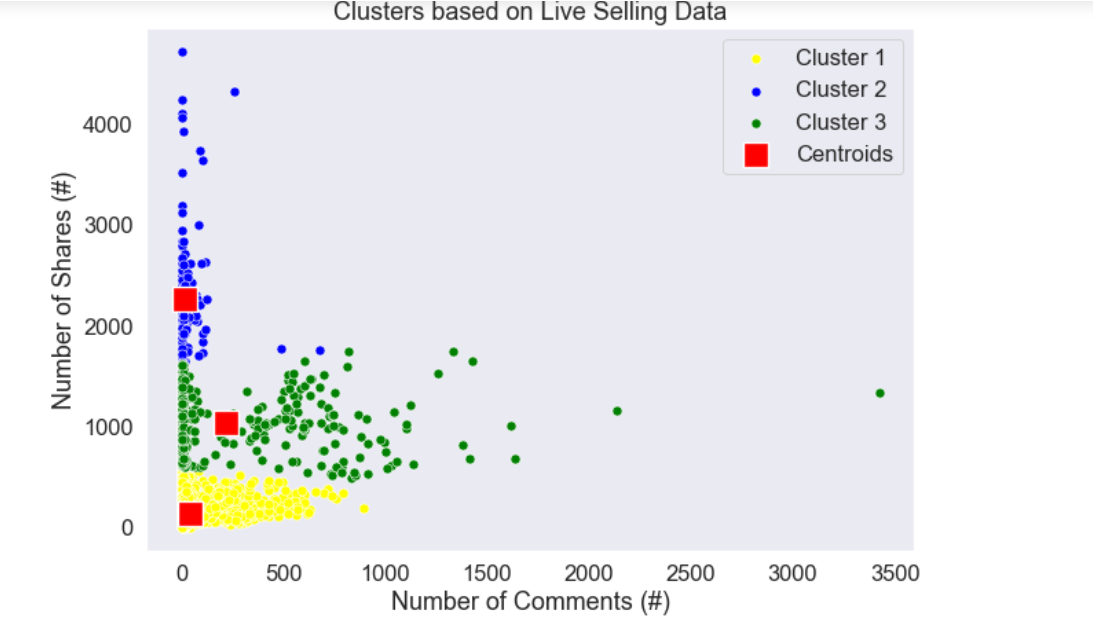 Clusters based on Live Selling Data
Cluster 1
Cluster 2
Cluster 3
Centroids
Number of Shares (#)
4000
3000
2000
1000
0
0 500 1000 1500 2000 2500 3000 3500
Number of Comments (#)